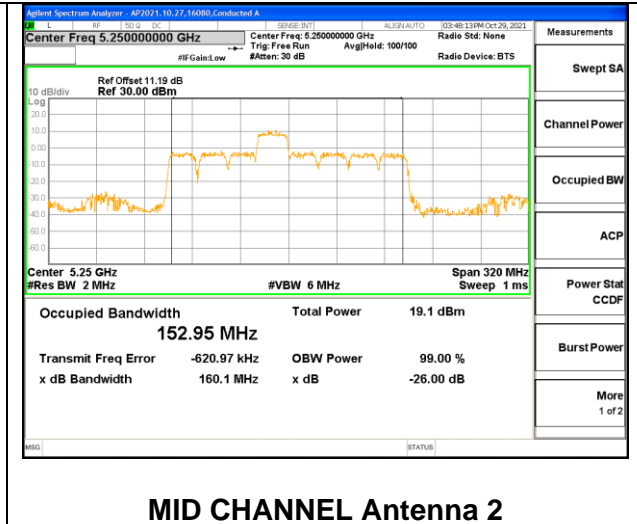 Agilent Spectrum Analyzer - AP2021.10.27,16080,Conducted A
L RF 50 Ω DC SENSE:INT ALIGN AUTO 03:48:13 PM Oct 29, 2021
Center Freq 5.250000000 GHz Center Freq: 5.250000000 GHz Radio Std: None
Trig: Free Run Avg|Hold: 100/100
#IFGain:Low #Atten: 30 dB Radio Device: BTS
Measurements
Swept SA
Channel Power
Occupied BW
ACP
Power Stat
CCDF
Burst Power
More
1 of 2
Ref Offset 11.19 dB
10 dB/div Ref 30.00 dBm
Log
20.0
10.0
0.00
-10.0
-20.0
-30.0
-40.0
-50.0
-60.0
Center 5.25 GHz Span 320 MHz
#Res BW 2 MHz #VBW 6 MHz Sweep 1 ms
Occupied Bandwidth Total Power 19.1 dBm
152.95 MHz
Transmit Freq Error -620.97 kHz OBW Power 99.00 %
x dB Bandwidth 160.1 MHz x dB -26.00 dB
MSG STATUS
MID CHANNEL Antenna 2